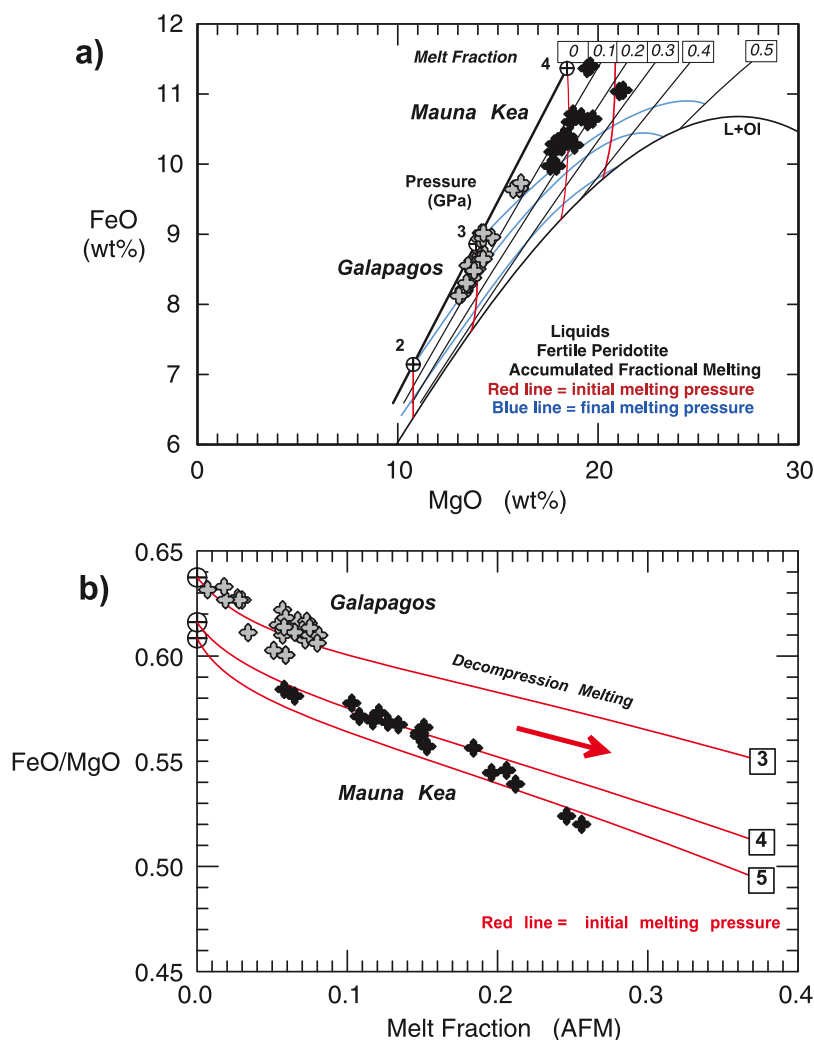 a)
12
11
10
9
8
7
6
FeO
(wt%)
Melt Fraction
4
0
0.1
0.2
0.3
0.4
0.5
Mauna Kea
L+Ol
Pressure
(GPa)
3
Galapagos
2
Liquids
Fertile Peridotite
Accumulated Fractional Melting
Red line = initial melting pressure
Blue line = final melting pressure
0
10
20
30
MgO (wt%)
b)
0.65
0.60
0.55
0.50
0.45
FeO/MgO
Galapagos
Decompression Melting
Mauna Kea
3
4
5
Red line = initial melting pressure
0.0
0.1
0.2
0.3
0.4
Melt Fraction (AFM)